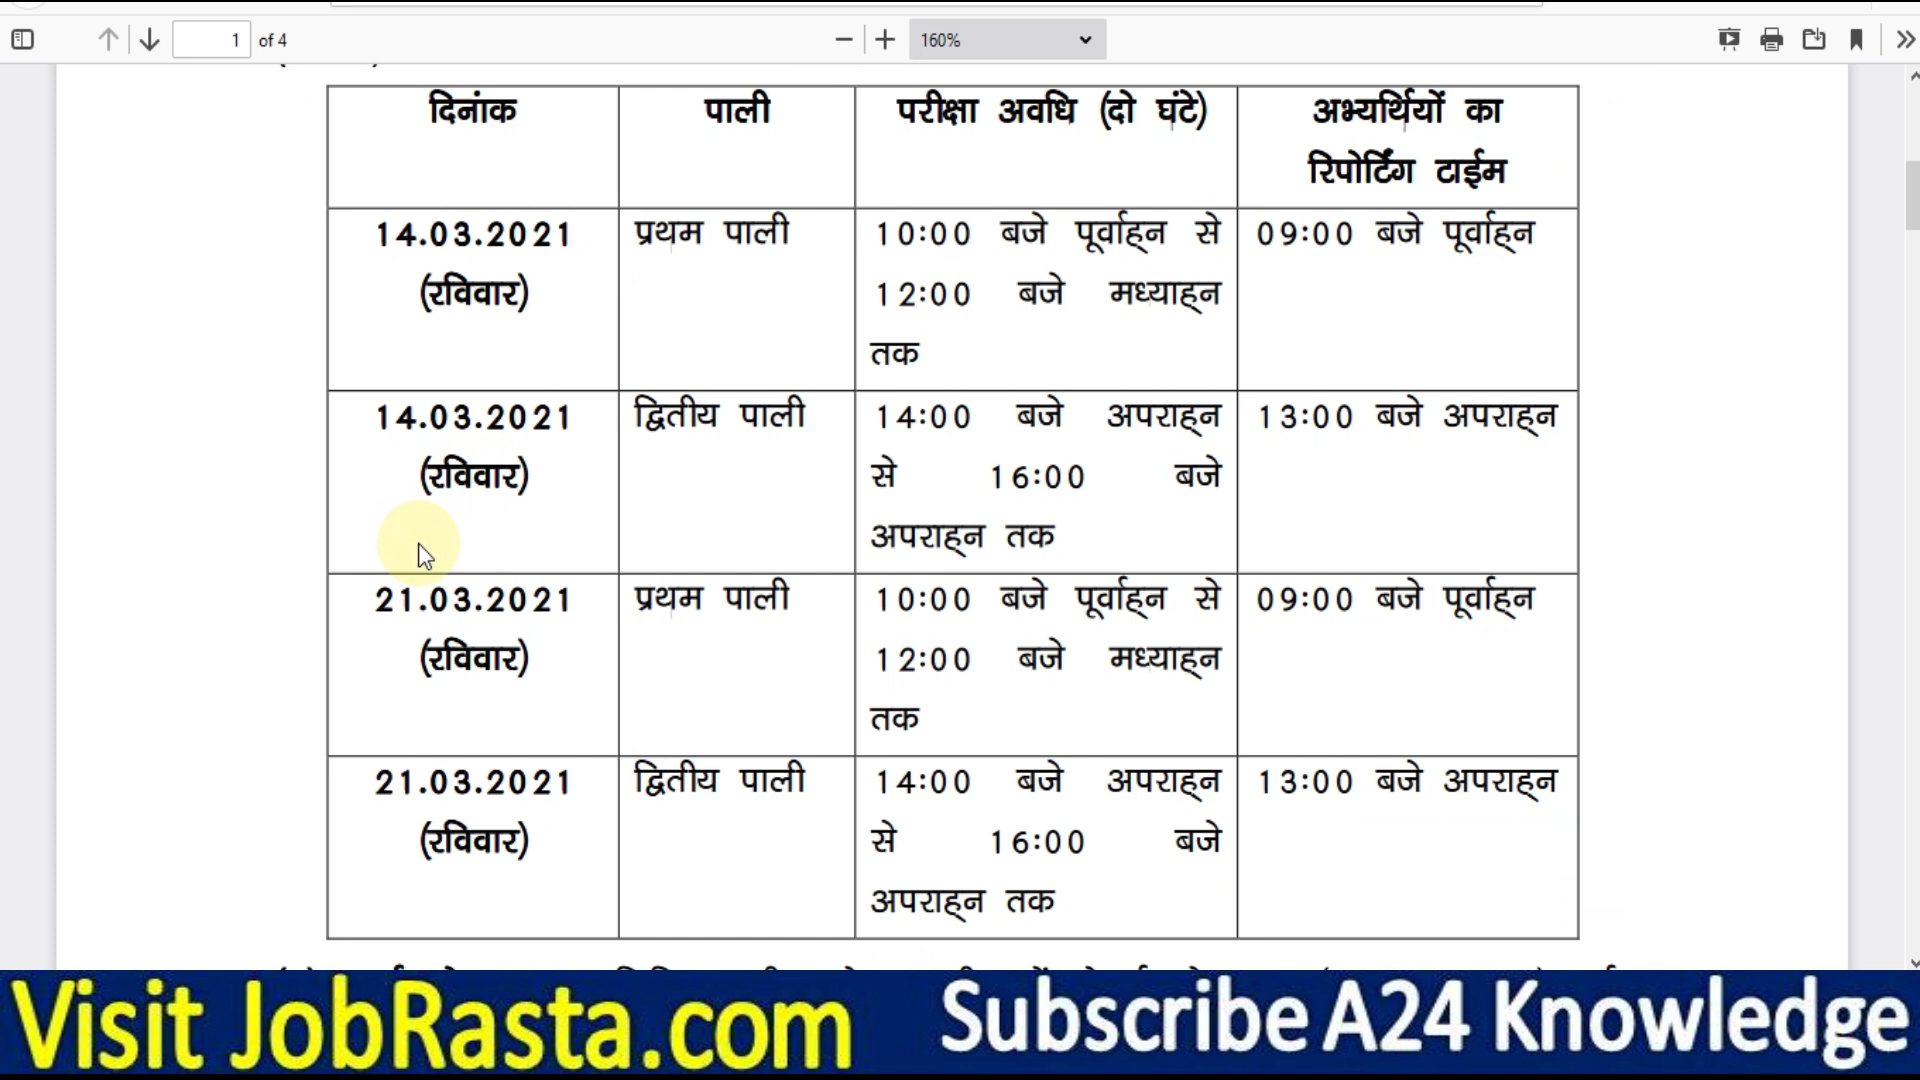 1 of 4
160%
दिनांक
पाली
परीक्षा अवधि (दो घंटे)
अभ्यर्थियों का
रिपोर्टिंग टाईम
14.03.2021
(रविवार)
प्रथम पाली
10:00 बजे पूर्वाह्न से
12:00 बजे मध्याह्न
तक
09:00 बजे पूर्वाह्न
14.03.2021
(रविवार)
द्वितीय पाली
14:00 बजे अपराह्न
से 16:00 बजे
अपराह्न तक
13:00 बजे अपराह्न
21.03.2021
(रविवार)
प्रथम पाली
10:00 बजे पूर्वाह्न से
12:00 बजे मध्याह्न
तक
09:00 बजे पूर्वाह्न
21.03.2021
(रविवार)
द्वितीय पाली
14:00 बजे अपराह्न
से 16:00 बजे
अपराह्न तक
13:00 बजे अपराह्न
Visit JobRasta.com
Subscribe A24 Knowledge